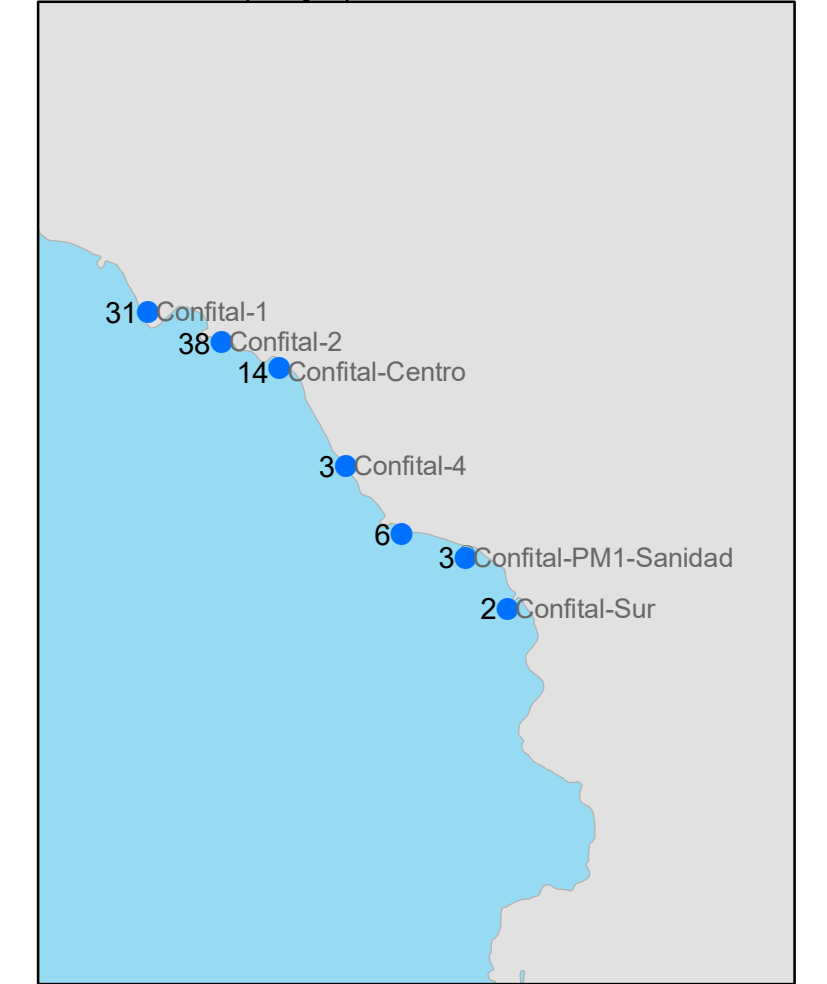 31 Confital-1
38 Confital-2
14 Confital-Centro
3 Confital-4
6
3 Confital-PM1-Sanidad
2 Confital-Sur